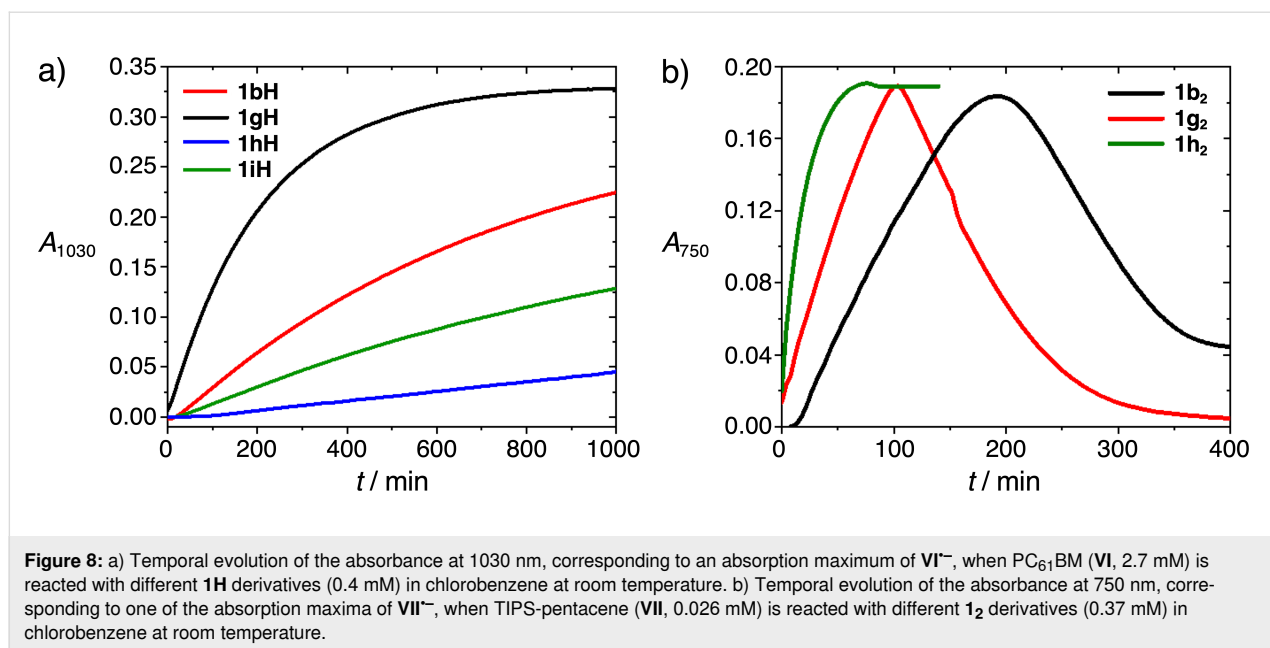 a)
0.35
0.30
0.25
0.20
0.15
0.10
0.05
0.00
A1030
1bH
1gH
1hH
1iH
0 200 400 600 800 1000
t / min
b)
0.20
0.16
0.12
0.08
0.04
0.00
A750
1b2
1g2
1h2
0 100 200 300 400
t / min
Figure 8: a) Temporal evolution of the absorbance at 1030 nm, corresponding to an absorption maximum of VI•−, when PC61BM (VI, 2.7 mM) is
reacted with different 1H derivatives (0.4 mM) in chlorobenzene at room temperature. b) Temporal evolution of the absorbance at 750 nm, corre-
sponding to one of the absorption maxima of VII•−, when TIPS-pentacene (VII, 0.026 mM) is reacted with different 12 derivatives (0.37 mM) in
chlorobenzene at room temperature.